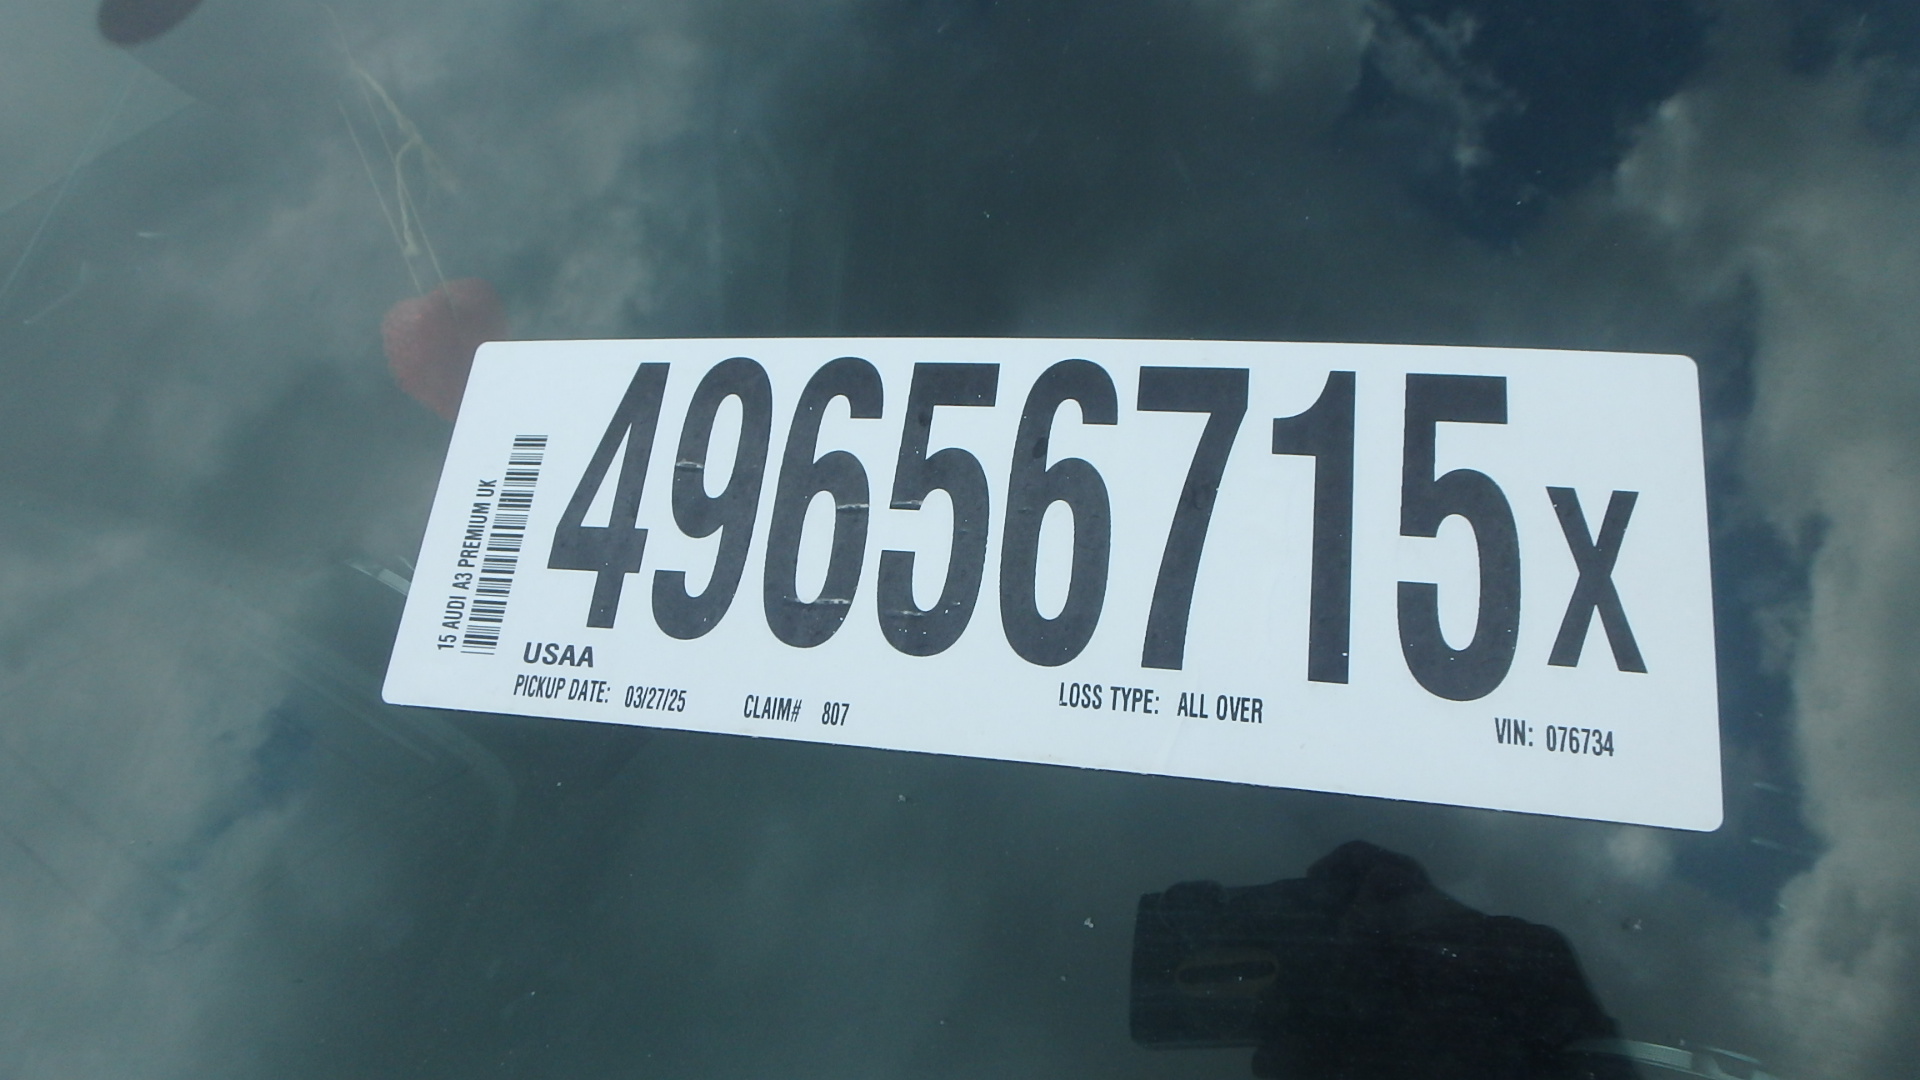 15 AUDI A3 PREMIUM UK
49656715X
USAA
PICKUP DATE: 03/27/25 CLAIM# 807 LOSS TYPE: ALL OVER VIN: 076734